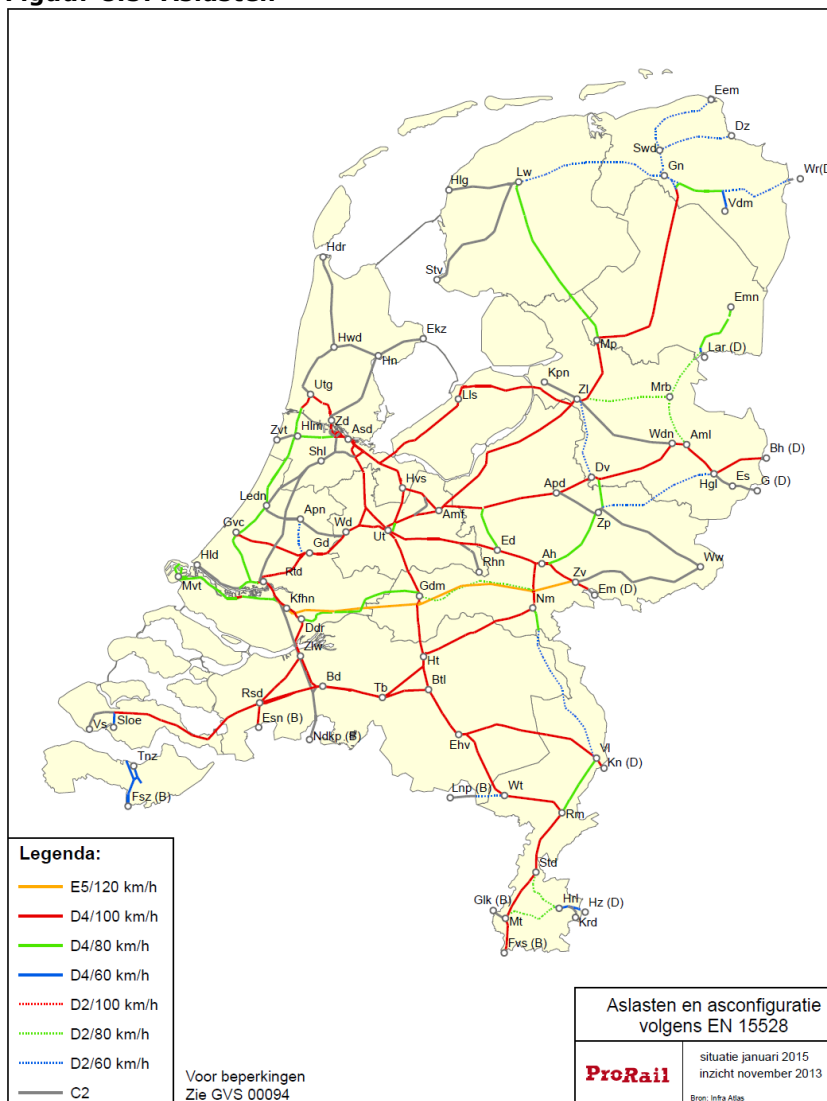 Figuur Aslasten
Eem
Dz
Swd
Gn
Wr(D
Vdm
Hlg
Lw
Stv
Hdr
Emn
Lar (D)
Ekz
Hwd
Hn
Mp
Kpn
Zl
Mrb
Utg
Lls
Zd
Hlm
Asd
Zvt
Shl
Wdn
Aml
Bh (D)
Hgl
Es
G (D)
Hvs
Dv
Apd
Zp
Ledn
Apn
Wd
Amf
Gvc
Gd
Ut
Ed
Rhn
Ah
Ww
Hld
Mvt
Rtd
Zv
Em (D)
Kfhn
Gdm
Nm
Ddr
Zlw
Ht
Btl
Rsd
Bd
Tb
Vs
Sloe
Esn (B)
Ndkp (B)
Ehv
Vl
Kn (D)
Tnz
Fsz (B)
Lnp (B)
Wt
Rm
Std
Glk (B)
Mt
Hrl
Hz (D)
Krd
Fvs (B)
Legenda:
E5/120 km/h
D4/100 km/h
D4/80 km/h
D4/60 km/h
D2/100 km/h
D2/80 km/h
D2/60 km/h
C2
Voor beperkingen
Zie GVS 00094
Aslasten en asconfiguratie
volgens EN 15528
ProRail
situatie januari 2015
inzicht november 2013
Bron: Infra Atlas